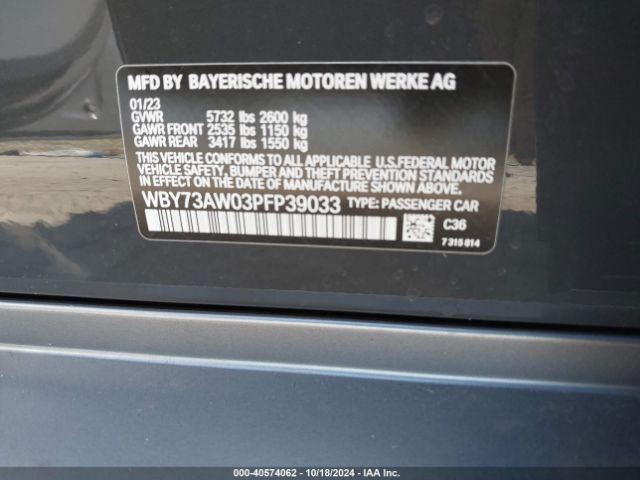 MFD BY BAYERISCHE MOTOREN WERKE AG
01/23
GVWR 5732 lbs 2600 kg
GAWR FRONT 2535 lbs 1150 kg
GAWR REAR 3417 lbs 1550 kg
THIS VEHICLE CONFORMS TO ALL APPLICABLE U.S.FEDERAL MOTOR
VEHICLE SAFETY, BUMPER AND THEFT PREVENTION STANDARDS
IN EFFECT ON THE DATE OF MANUFACTURE SHOWN ABOVE.
WBY73AW03PFP39033 TYPE: PASSENGER CAR
C36
7315814
000-40574062 | 10/18/2024 | IAA Inc.